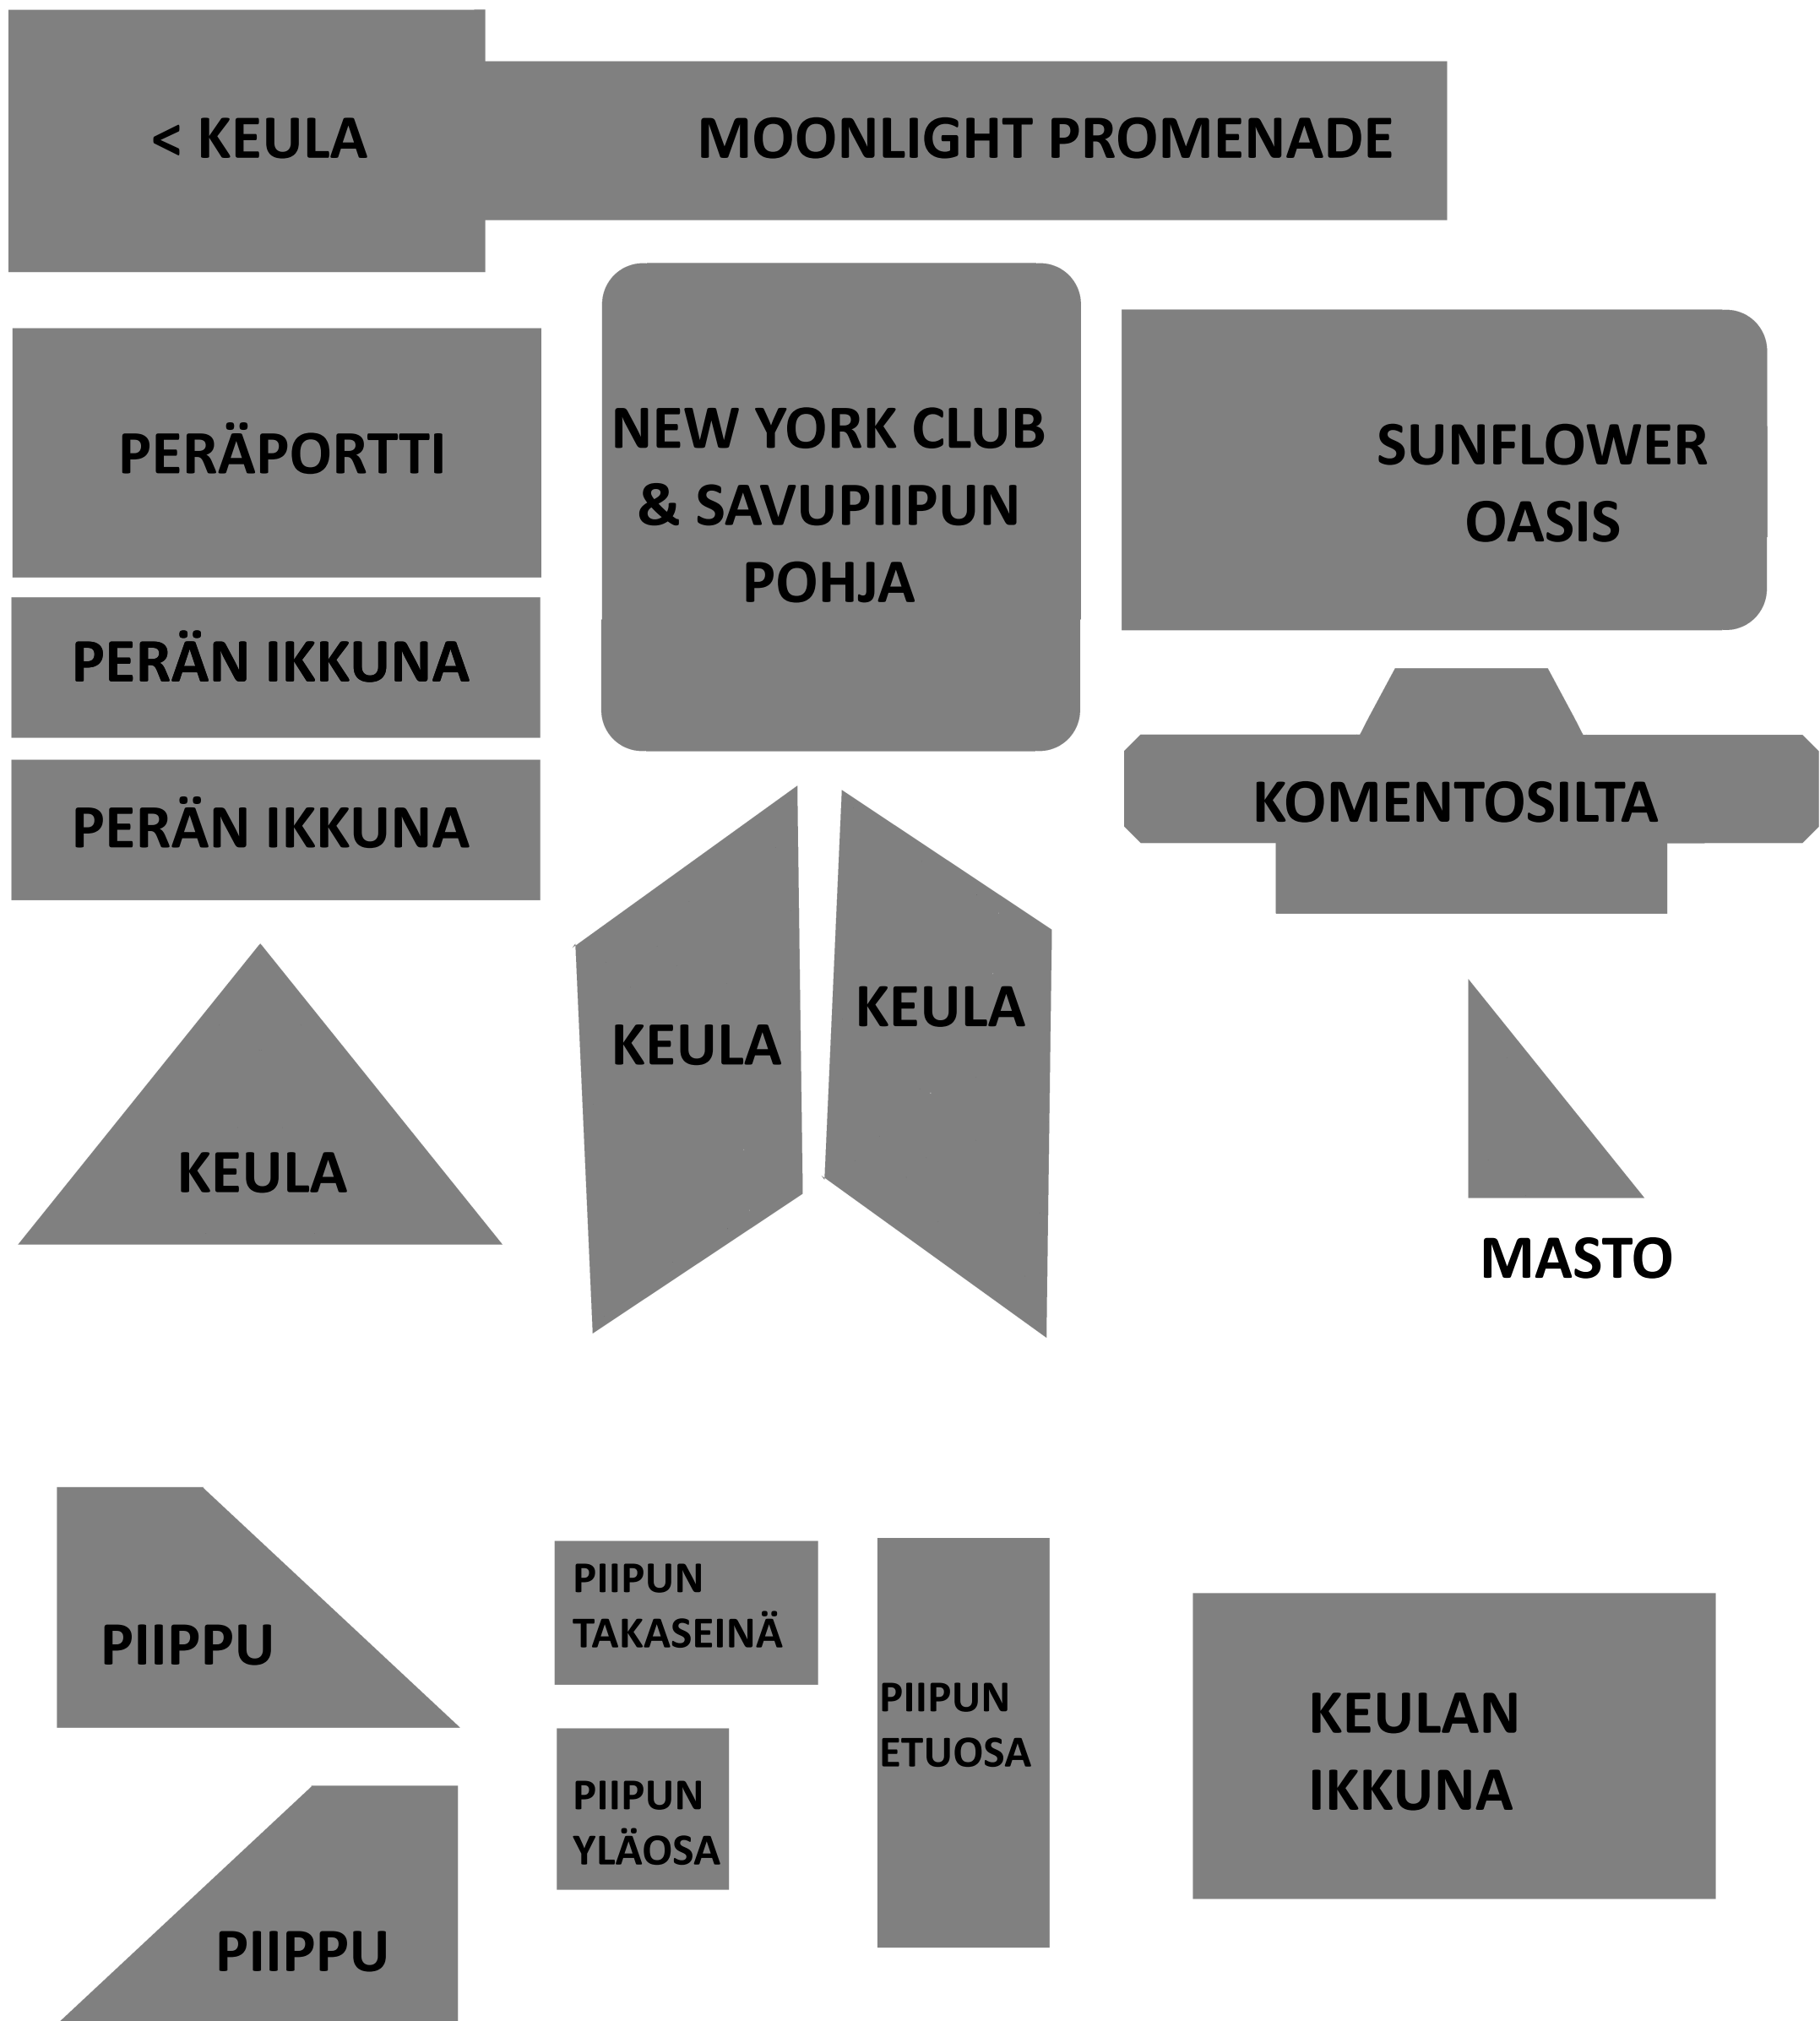 < KEULA
MOONLIGHT PROMENADE
PERÄPORTTI
NEW YORK CLUB
& SAVUPIIPUN
POHJA
SUNFLOWER
OASIS
PERÄN IKKUNA
PERÄN IKKUNA
KOMENTOSILTA
KEULA
KEULA
KEULA
MASTO
PIIPPU
PIIPUN
TAKASEINÄ
PIIPUN
ETUOSA
KEULAN
IKKUNA
PIIPUN
YLÄOSA
PIIPPU